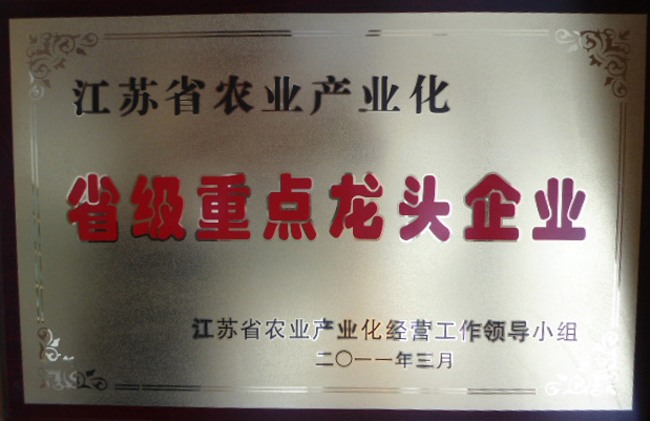 江苏省农业产业化
省级重点龙头企业
江苏省农业产业化经营工作领导小组
二〇一一年三月